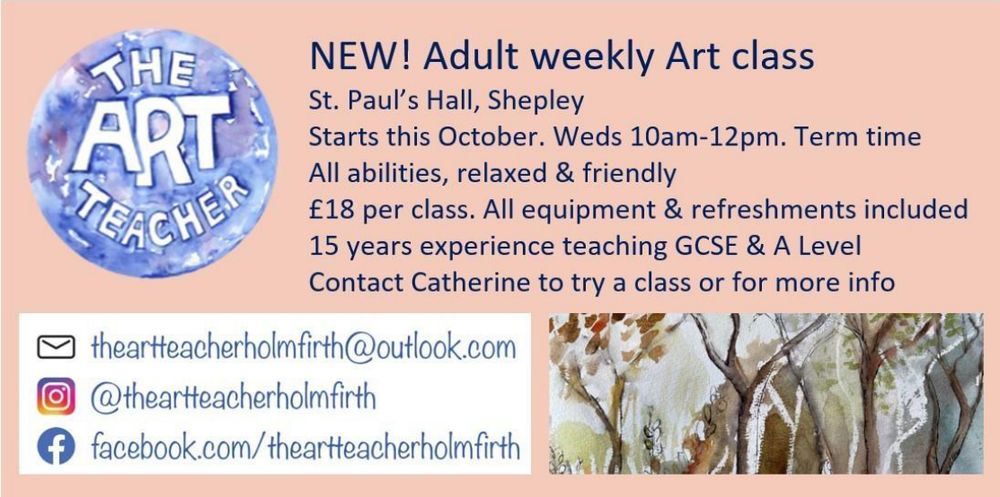 THE
ART
TEACHER
NEW! Adult weekly Art class
St. Paul's Hall, Shepley
Starts this October. Weds 10am-12pm. Term time
All abilities, relaxed & friendly
£18 per class. All equipment & refreshments included
15 years experience teaching GCSE & A Level
Contact Catherine to try a class or for more info
theartteacherholmfirth@outlook.com
@theartteacherholmfirth
facebook.com/theartteacherholmfirth